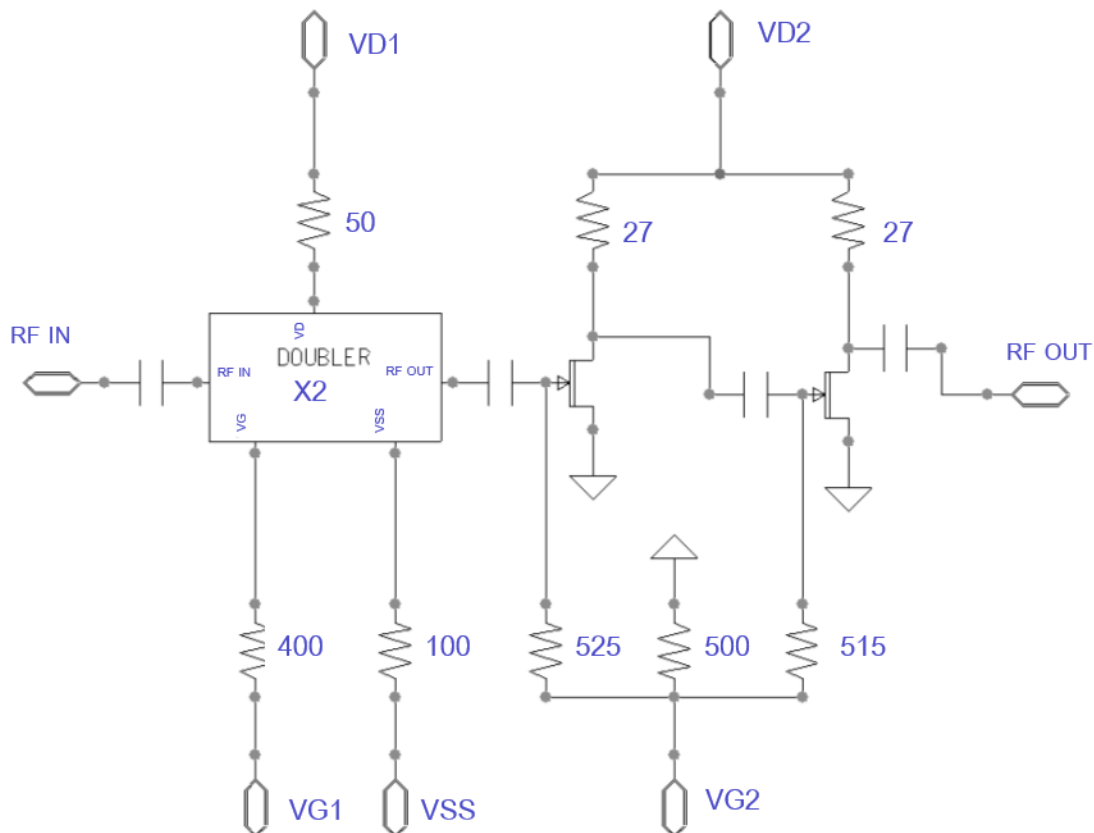 VD1
VD2
50
27
27
RF IN
VD
DOUBLER
RF IN
X2
RF OUT
VG
VSS
RF OUT
400
100
525
500
515
VG1
VSS
VG2